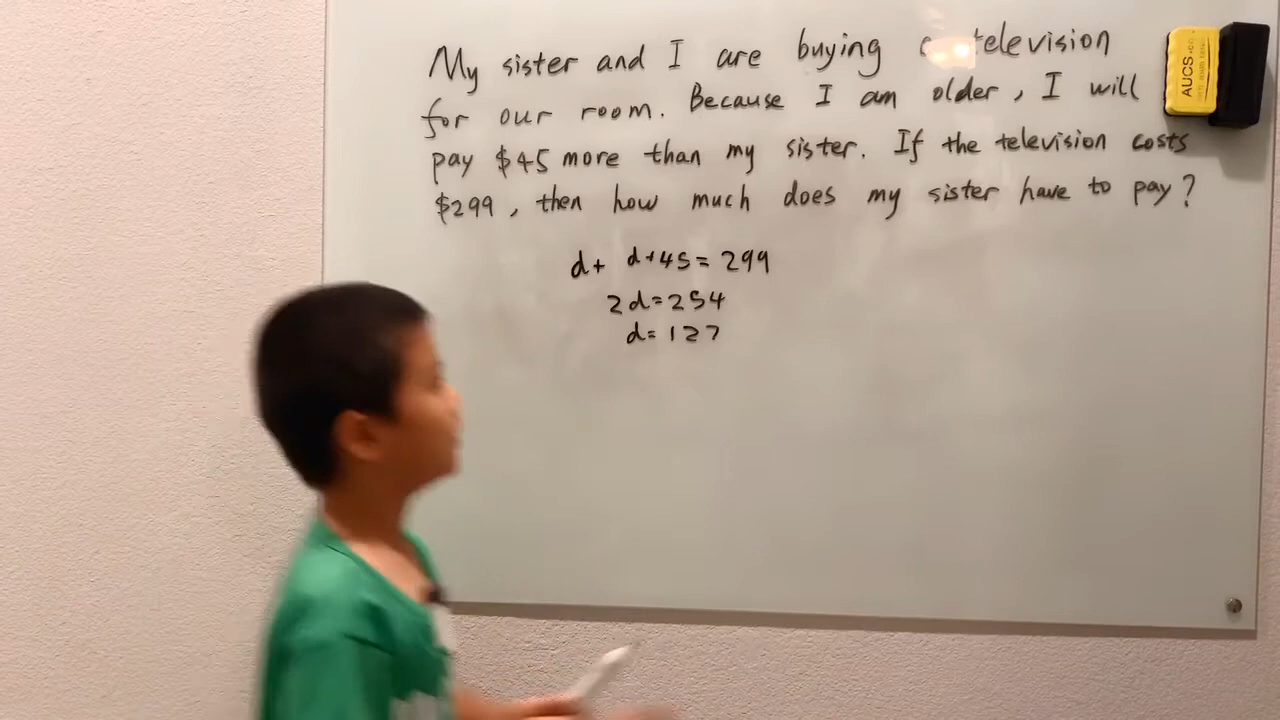 My sister and I are buying television
for our room. Because I am older, I will
pay $45 more than my sister. If the television costs
$299, then how much does my sister have to pay?
d+ d+45=299
2d=254
d=127
AUCS